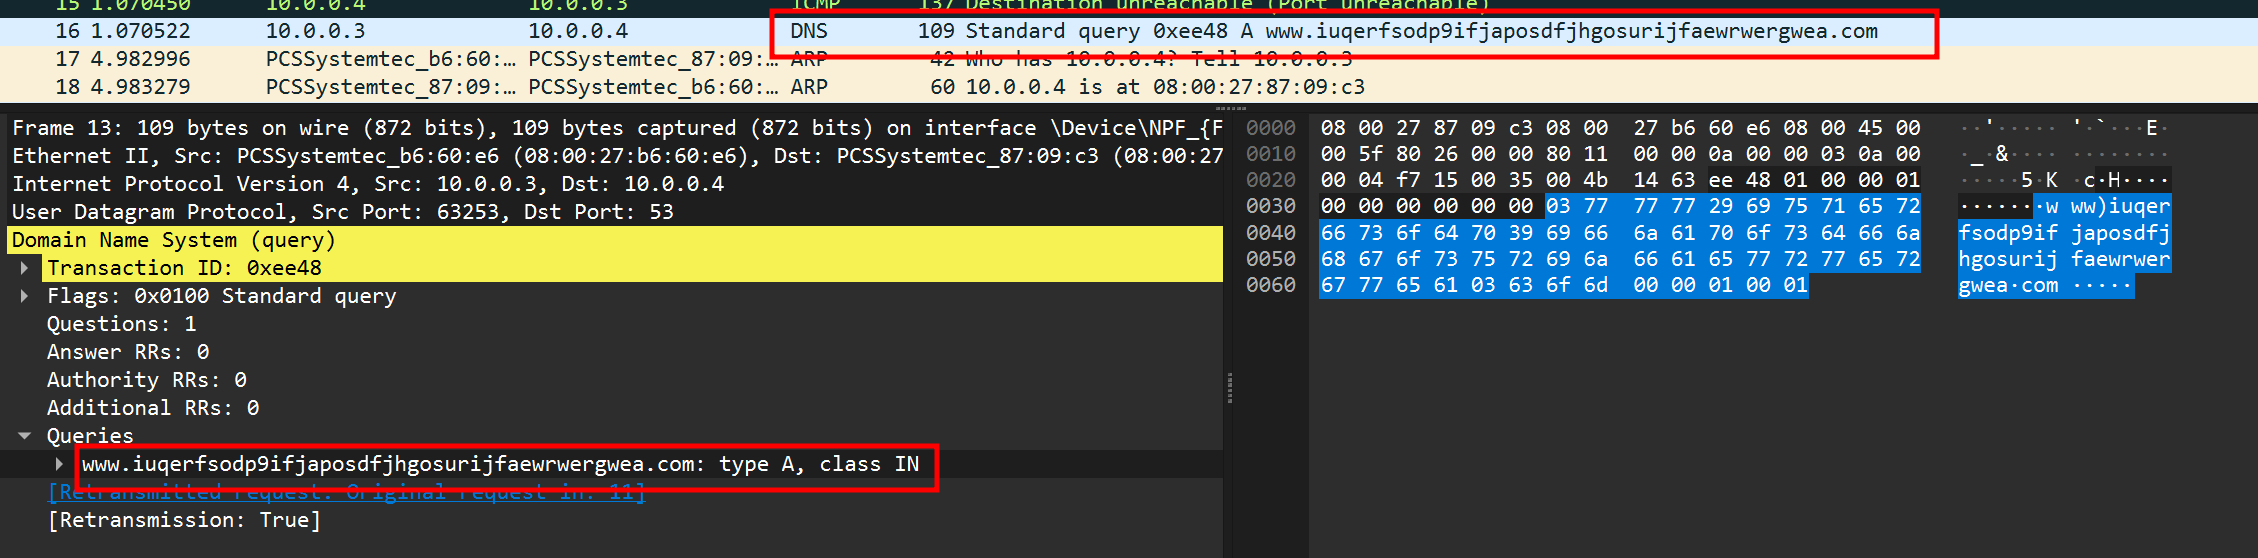 15 1.070450 10.0.0.4 10.0.0.3 ICMP 137 Destination unreachable (Port unreachable)
16 1.070522 10.0.0.3 10.0.0.4 DNS 109 Standard query 0xee48 A www.iuqerfsodp9ifjaposdfjhgosurijfaewrwergwea.com
17 4.982996 PCSSystemtec_b6:60:… PCSSystemtec_87:09:… ARP 42 Who has 10.0.0.4? Tell 10.0.0.3
18 4.983279 PCSSystemtec_87:09:… PCSSystemtec_b6:60:… ARP 60 10.0.0.4 is at 08:00:27:87:09:c3
Frame 13: 109 bytes on wire (872 bits), 109 bytes captured (872 bits) on interface \Device\NPF_{F
Ethernet II, Src: PCSSystemtec_b6:60:e6 (08:00:27:b6:60:e6), Dst: PCSSystemtec_87:09:c3 (08:00:27
Internet Protocol Version 4, Src: 10.0.0.3, Dst: 10.0.0.4
User Datagram Protocol, Src Port: 63253, Dst Port: 53
Domain Name System (query)
Transaction ID: 0xee48
Flags: 0x0100 Standard query
Questions: 1
Answer RRs: 0
Authority RRs: 0
Additional RRs: 0
Queries
www.iuqerfsodp9ifjaposdfjhgosurijfaewrwergwea.com: type A, class IN
[Retransmitted request. Original request in: 11]
[Retransmission: True]
0000 08 00 27 87 09 c3 08 00 27 b6 60 e6 08 00 45 00 ··'····· '·`···E·
0010 00 5f 80 26 00 00 80 11 00 00 0a 00 00 03 0a 00 ·_·&···· ········
0020 00 04 f7 15 00 35 00 4b 14 63 ee 48 01 00 00 01 ·····5·K ·c·H····
0030 00 00 00 00 00 00 03 77 77 77 29 69 75 71 65 72 ·······w ww)iuqer
0040 66 73 6f 64 70 39 69 66 6a 61 70 6f 73 64 66 6a fsodp9if japosdfj
0050 68 67 6f 73 75 72 69 6a 66 61 65 77 72 77 65 72 hgosurij faewrwer
0060 67 77 65 61 03 63 6f 6d 00 00 01 00 01 gwea·com ·····